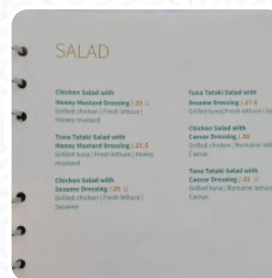 SALAD
Chicken Salad with
Honey Mustard Dressing /.25
Grilled chicken | Fresh lettuce |
Honey mustard
Tuna Tataki Salad with
Honey Mustard Dressing /.27.5
Grilled tuna | Fresh lettuce | Honey
mustard
Chicken Salad with
Sesame Dressing /.25
Grilled chicken | Fresh lettuce |
Sesame
Tuna Tataki Salad with
Sesame Dressing /.27.5
Grilled tuna | Fresh lettuce |
Chicken Salad with
Caesar Dressing /.28
Grilled chicken | Romaine
Caesar
Tuna Tataki Salad with
Caesar Dressing /.32
Grilled tuna | Romaine
Caesar